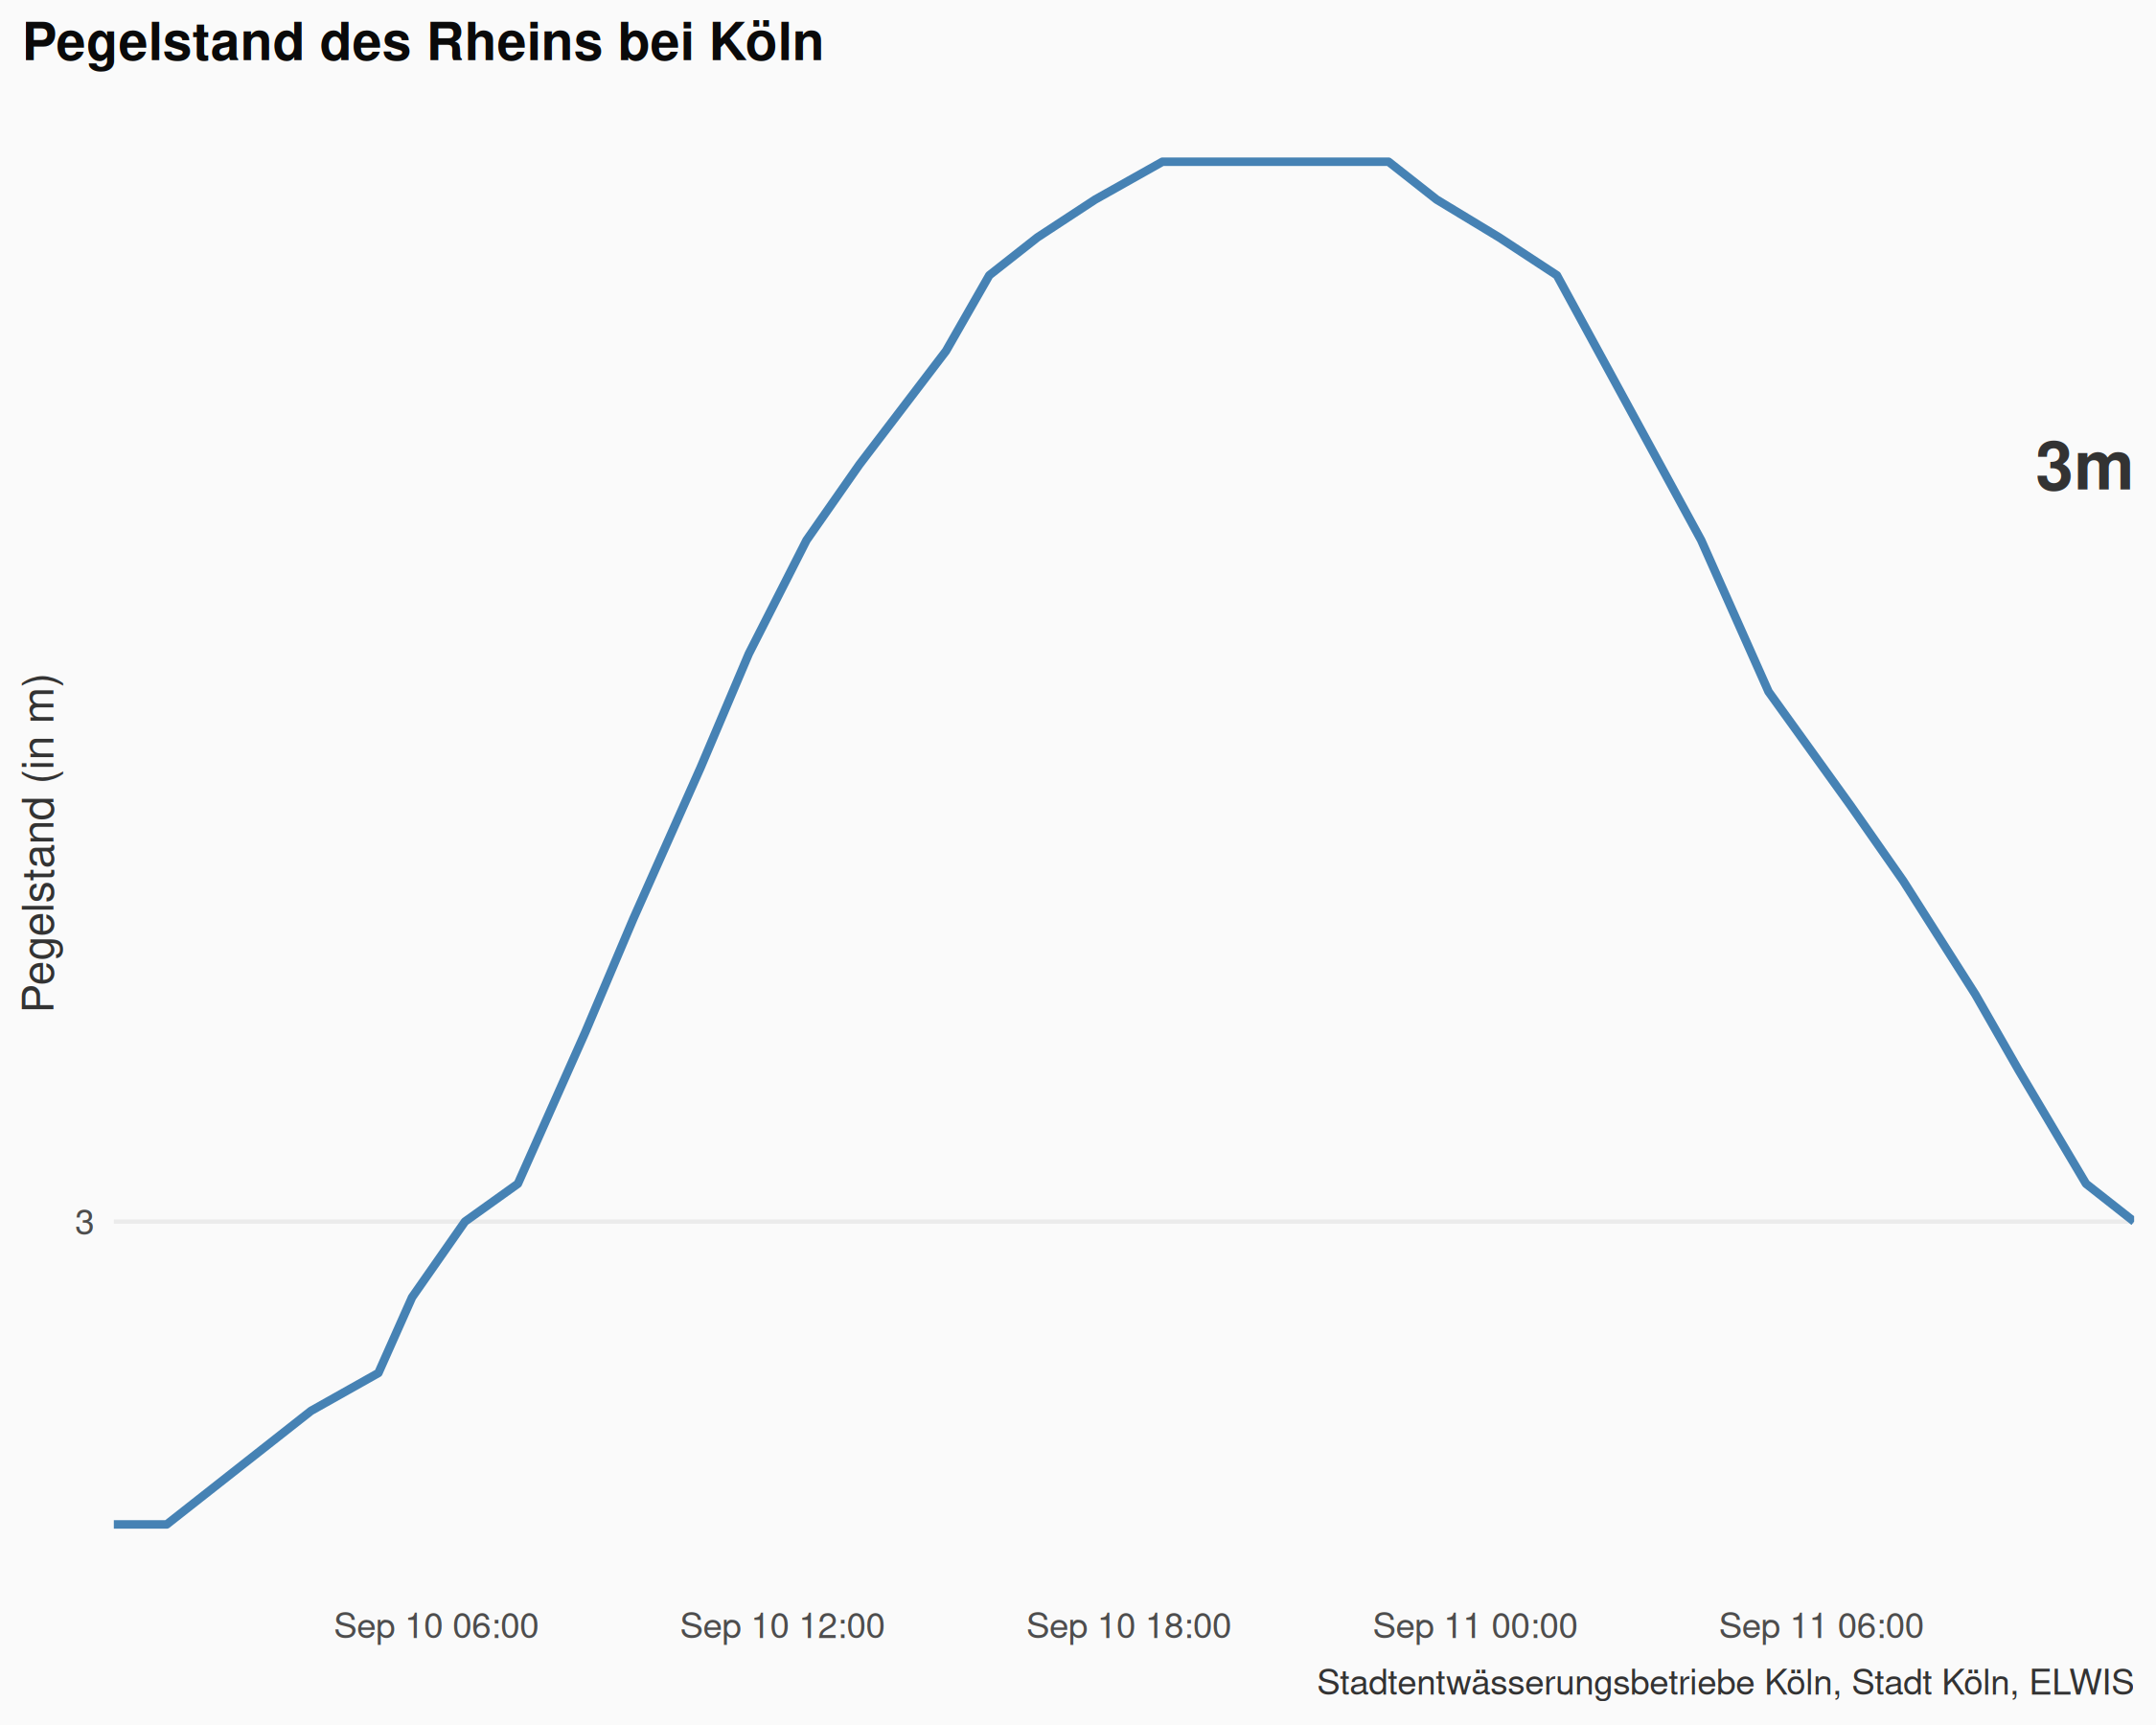 Pegelstand des Rheins bei Köln
3m
Pegelstand (in m)
3
Sep 10 06:00 Sep 10 12:00 Sep 10 18:00 Sep 11 00:00 Sep 11 06:00
Stadtentwässerungsbetriebe Köln, Stadt Köln, ELWIS